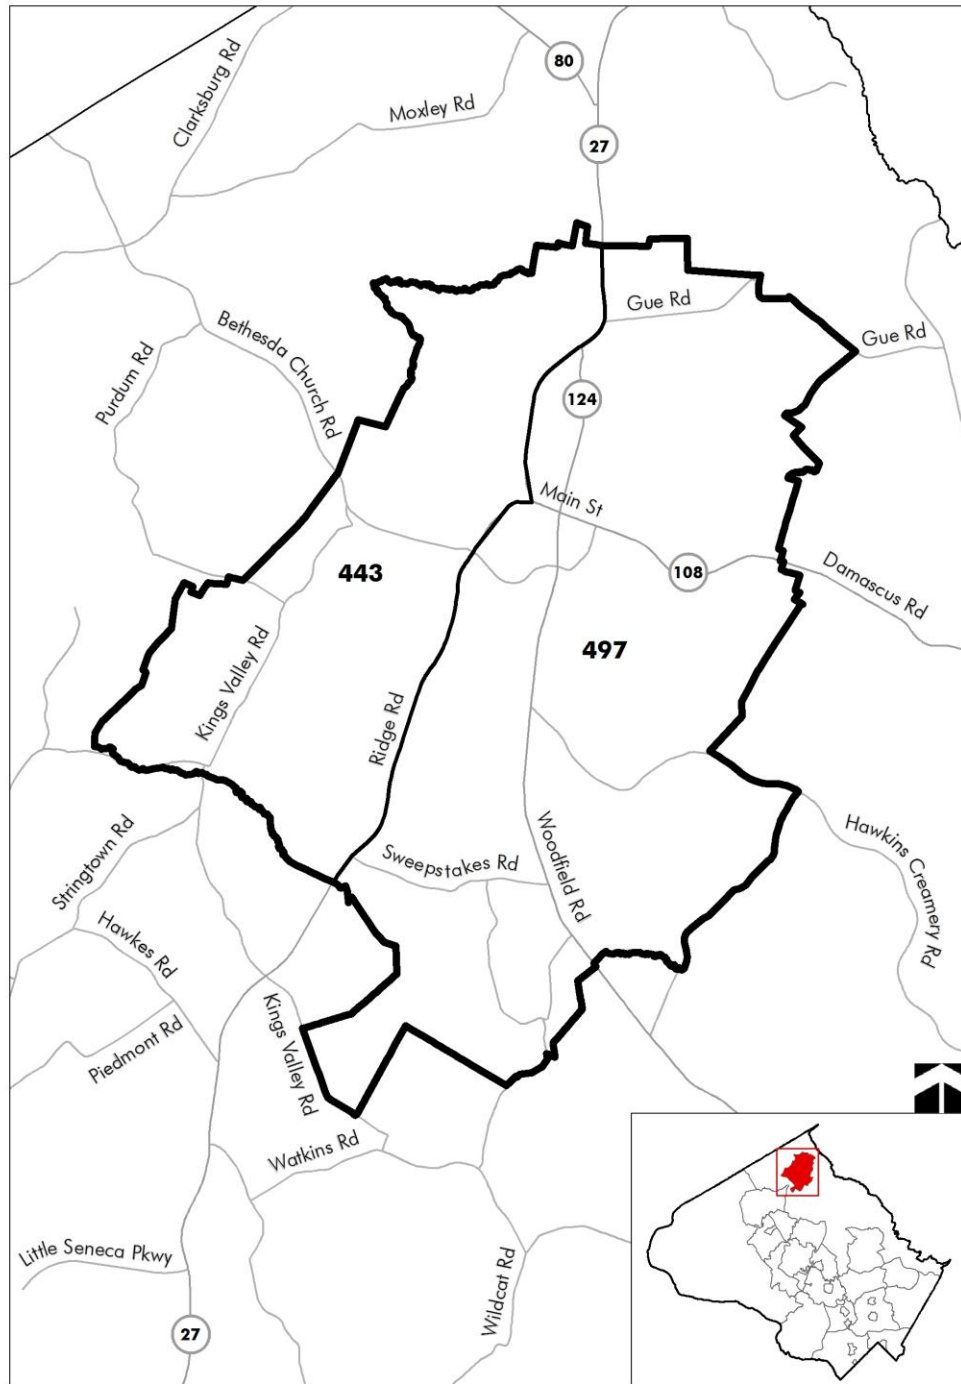 80
Clarksburg Rd
Moxley Rd
27
Gue Rd
Bethesda Church Rd
Gue Rd
Purdum Rd
124
Main St
443
108
Damascus Rd
497
Kings Valley Rd
Ridge Rd
Stringtown Rd
Sweepstakes Rd
Woodfield Rd
Hawkins Creamery Rd
Hawkes Rd
Piedmont Rd
Kings Valley Rd
Watkins Rd
Little Seneca Pkwy
Wildcat Rd
27